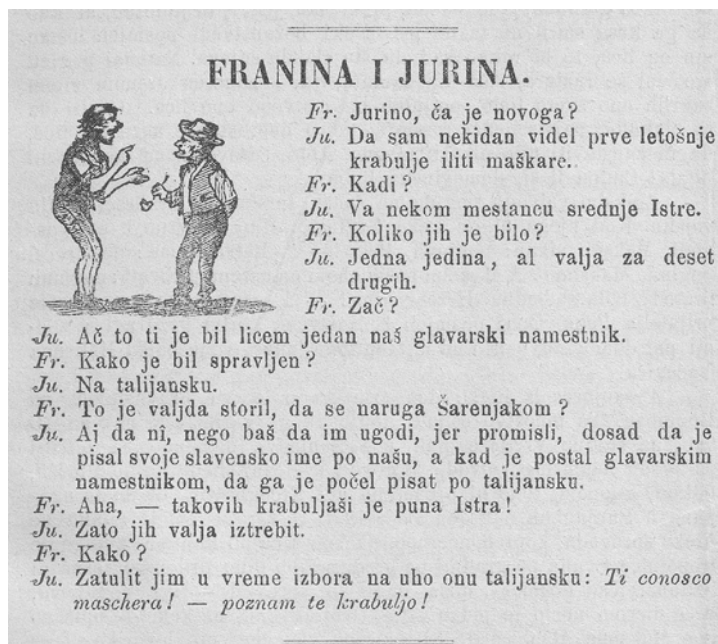 FRANINA I JURINA.
Fr. Jurino, ča je novoga?
Ju. Da sam nekidan videl prve letošnje
krabulje iliti maškare.
Fr. Kadi?
Ju. Va nekom mestancu srednje Istre.
Fr. Koliko jih je bilo?
Ju. Jedna jedina, al valja za deset
drugih.
Fr. Zač?
Ju. Ač to ti je bil licem jedan naš glavarski namestnik.
Fr. Kako je bil spravljen?
Ju. Na talijansku.
Fr. To je valjda storil, da se naruga Šarenjakom?
Ju. Aj da nî, nego baš da im ugodi, jer promisli, dosad da je
pisal svoje slavensko ime po našu, a kad je postal glavarskim
namestnikom, da ga je počel pisat po talijansku.
Fr. Aha, — takovih krabuljaši je puna Istra!
Ju. Zato jih valja iztrebit.
Fr. Kako?
Ju. Zatulit jim u vreme izbora na uho onu talijansku: Ti conosco
maschera! — poznam te krabuljo!